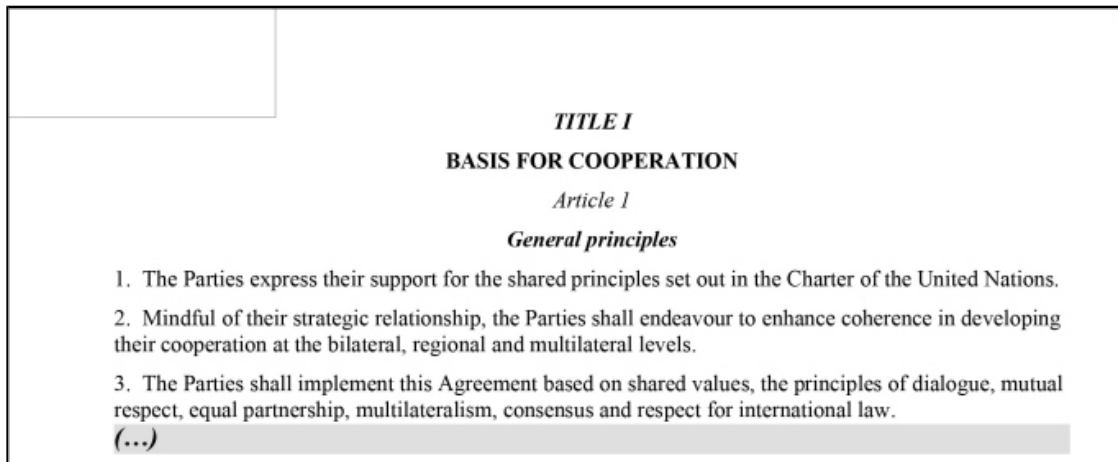 TITLE I
BASIS FOR COOPERATION
Article 1
General principles
1. The Parties express their support for the shared principles set out in the Charter of the United Nations.
2. Mindful of their strategic relationship, the Parties shall endeavour to enhance coherence in developing
their cooperation at the bilateral, regional and multilateral levels.
3. The Parties shall implement this Agreement based on shared values, the principles of dialogue, mutual
respect, equal partnership, multilateralism, consensus and respect for international law.
(…)